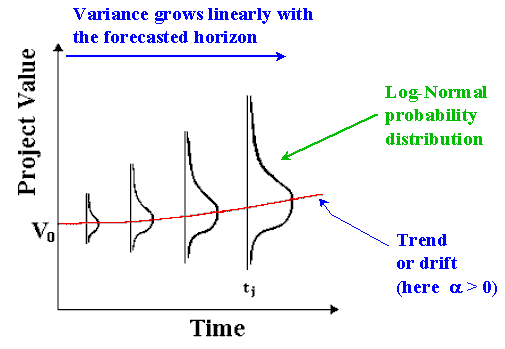 Variance grows linearly with
the forecasted horizon
Project Value
Log-Normal
probability
distribution
V0
Trend
or drift
(here α > 0)
tj
Time